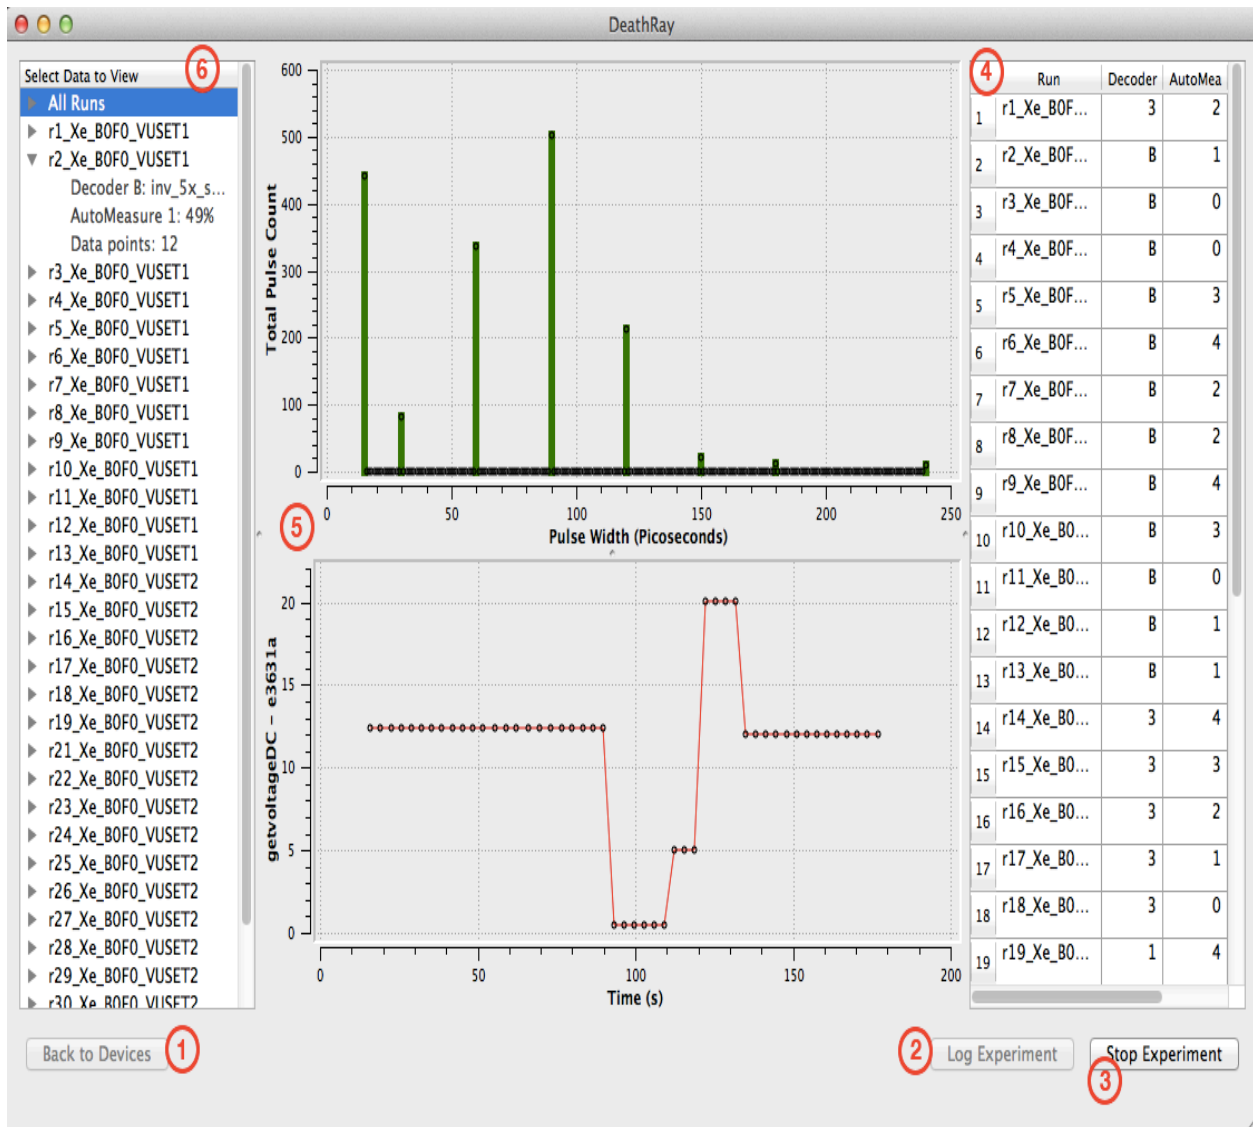 DeathRay
Select Data to View
6
All Runs
r1_Xe_B0F0_VUSET1
r2_Xe_B0F0_VUSET1
Decoder B: inv_5x_s...
AutoMeasure 1: 49%
Data points: 12
r3_Xe_B0F0_VUSET1
r4_Xe_B0F0_VUSET1
r5_Xe_B0F0_VUSET1
r6_Xe_B0F0_VUSET1
r7_Xe_B0F0_VUSET1
r8_Xe_B0F0_VUSET1
r9_Xe_B0F0_VUSET1
r10_Xe_B0F0_VUSET1
r11_Xe_B0F0_VUSET1
r12_Xe_B0F0_VUSET1
r13_Xe_B0F0_VUSET1
r14_Xe_B0F0_VUSET2
r15_Xe_B0F0_VUSET2
r16_Xe_B0F0_VUSET2
r17_Xe_B0F0_VUSET2
r18_Xe_B0F0_VUSET2
r19_Xe_B0F0_VUSET2
r21_Xe_B0F0_VUSET2
r22_Xe_B0F0_VUSET2
r23_Xe_B0F0_VUSET2
r24_Xe_B0F0_VUSET2
r25_Xe_B0F0_VUSET2
r26_Xe_B0F0_VUSET2
r27_Xe_B0F0_VUSET2
r28_Xe_B0F0_VUSET2
r29_Xe_B0F0_VUSET2
r30_Xe_B0F0_VUSET2
600
500
400
300
200
100
0
Total Pulse Count
0 50 100 150 200 250
Pulse Width (Picoseconds)
5
20
15
10
5
0
getvoltageDC - e3631a
0 50 100 150 200
Time (s)
4
Run Decoder AutoMea
1 r1_Xe_B0F... 3 2
2 r2_Xe_B0F... B 1
3 r3_Xe_B0F... B 0
4 r4_Xe_B0F... B 0
5 r5_Xe_B0F... B 3
6 r6_Xe_B0F... B 4
7 r7_Xe_B0F... B 2
8 r8_Xe_B0F... B 2
9 r9_Xe_B0F... B 4
10 r10_Xe_B0... B 3
11 r11_Xe_B0... B 0
12 r12_Xe_B0... B 1
13 r13_Xe_B0... B 1
14 r14_Xe_B0... 3 4
15 r15_Xe_B0... 3 3
16 r16_Xe_B0... 3 2
17 r17_Xe_B0... 3 1
18 r18_Xe_B0... 3 0
19 r19_Xe_B0... 1 4
Back to Devices 1
2 Log Experiment
Stop Experiment
3